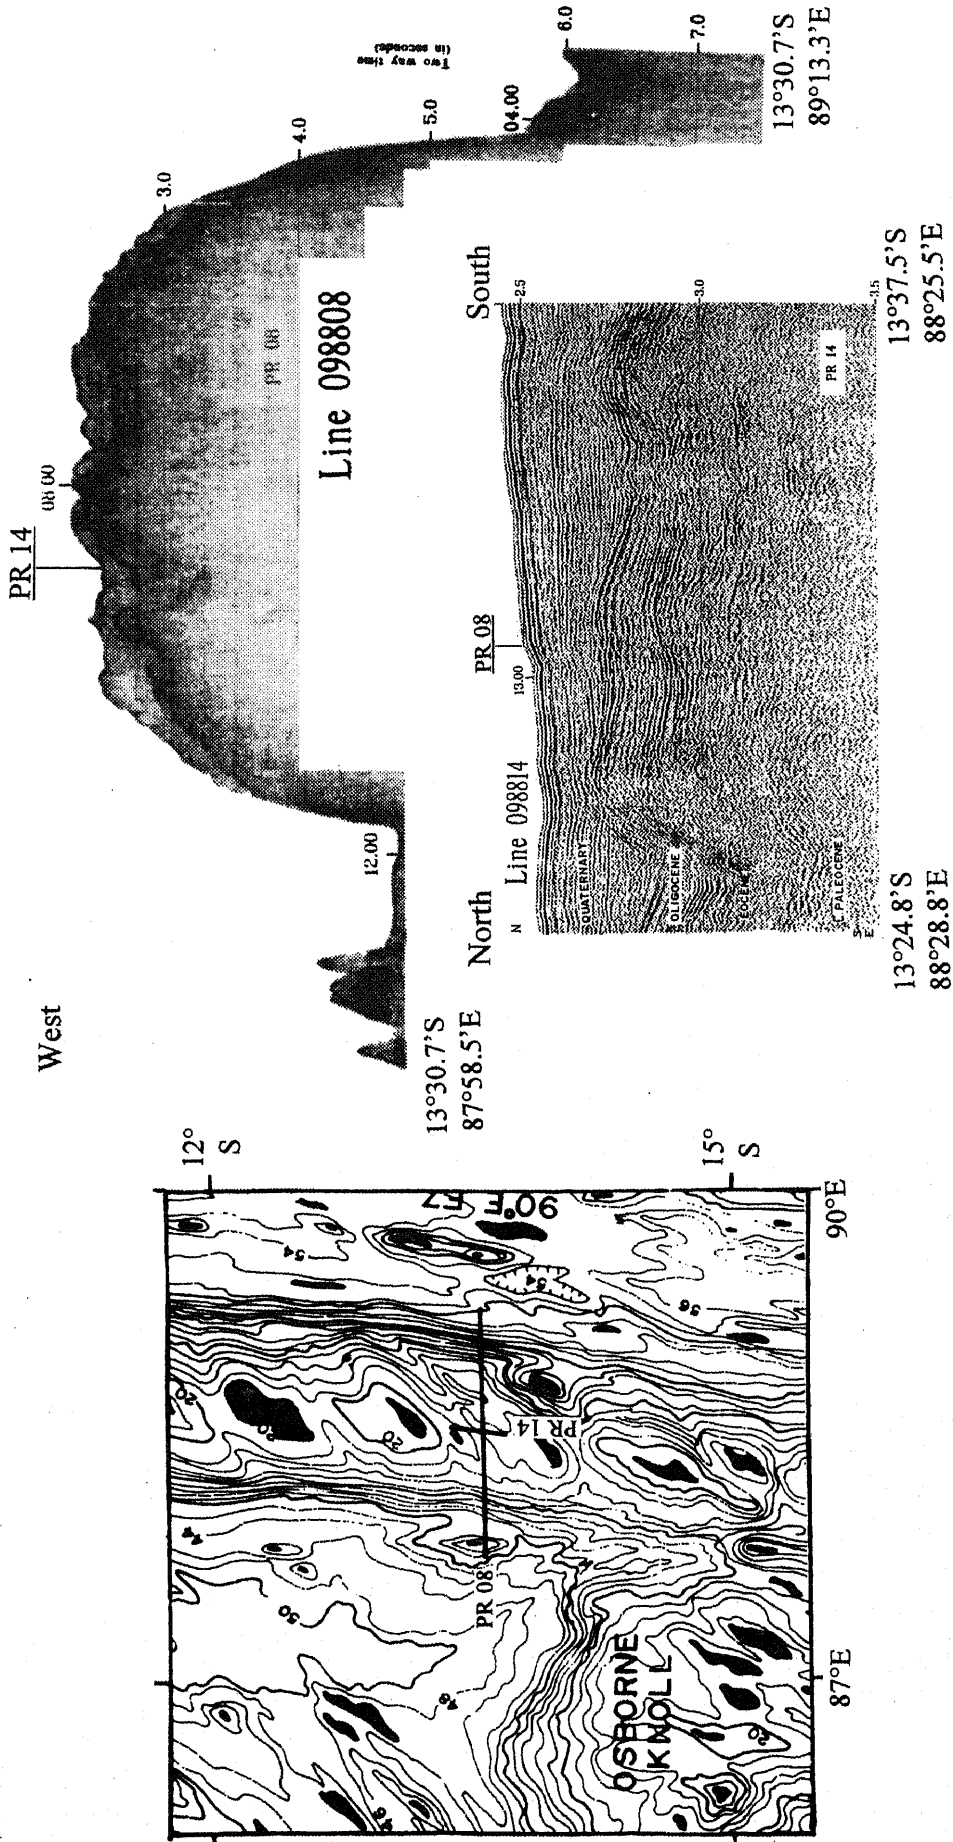 West
PR 14
08 00
3.0
4.0
5.0
6.0
7.0
Two way time
(in seconds)
04.00
12.00
PR 08
Line 098808
13°30.7'S
87°58.5'E
13°30.7'S
89°13.3'E
North
South
N
Line 098814
13.00
PR 08
2.5
3.0
3.5
QUATERNARY
OLIGOCENE
EOCENE
PALEOCENE
PR 14
13°24.8'S
88°28.8'E
13°37.5'S
88°25.5'E
12°
S
15°
S
87°E
90°E
PR 08
PR 14
OSBORNE
KNOLL
90°E
44
50
48
20
20
20
20
54
54
56